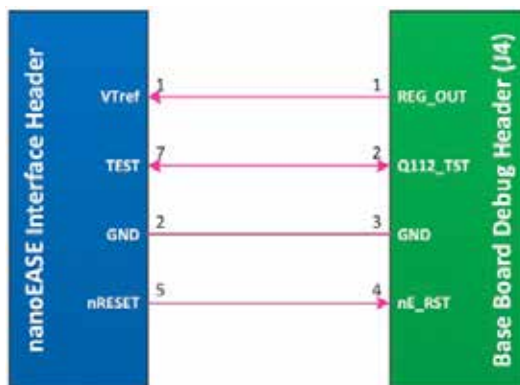 nanoEASE Interface Header
VTref 1 1 REG_OUT
TEST 7 2 Q112_TST
GND 2 3 GND
nRESET 5 4 nE_RST
Base Board Debug Header (J4)